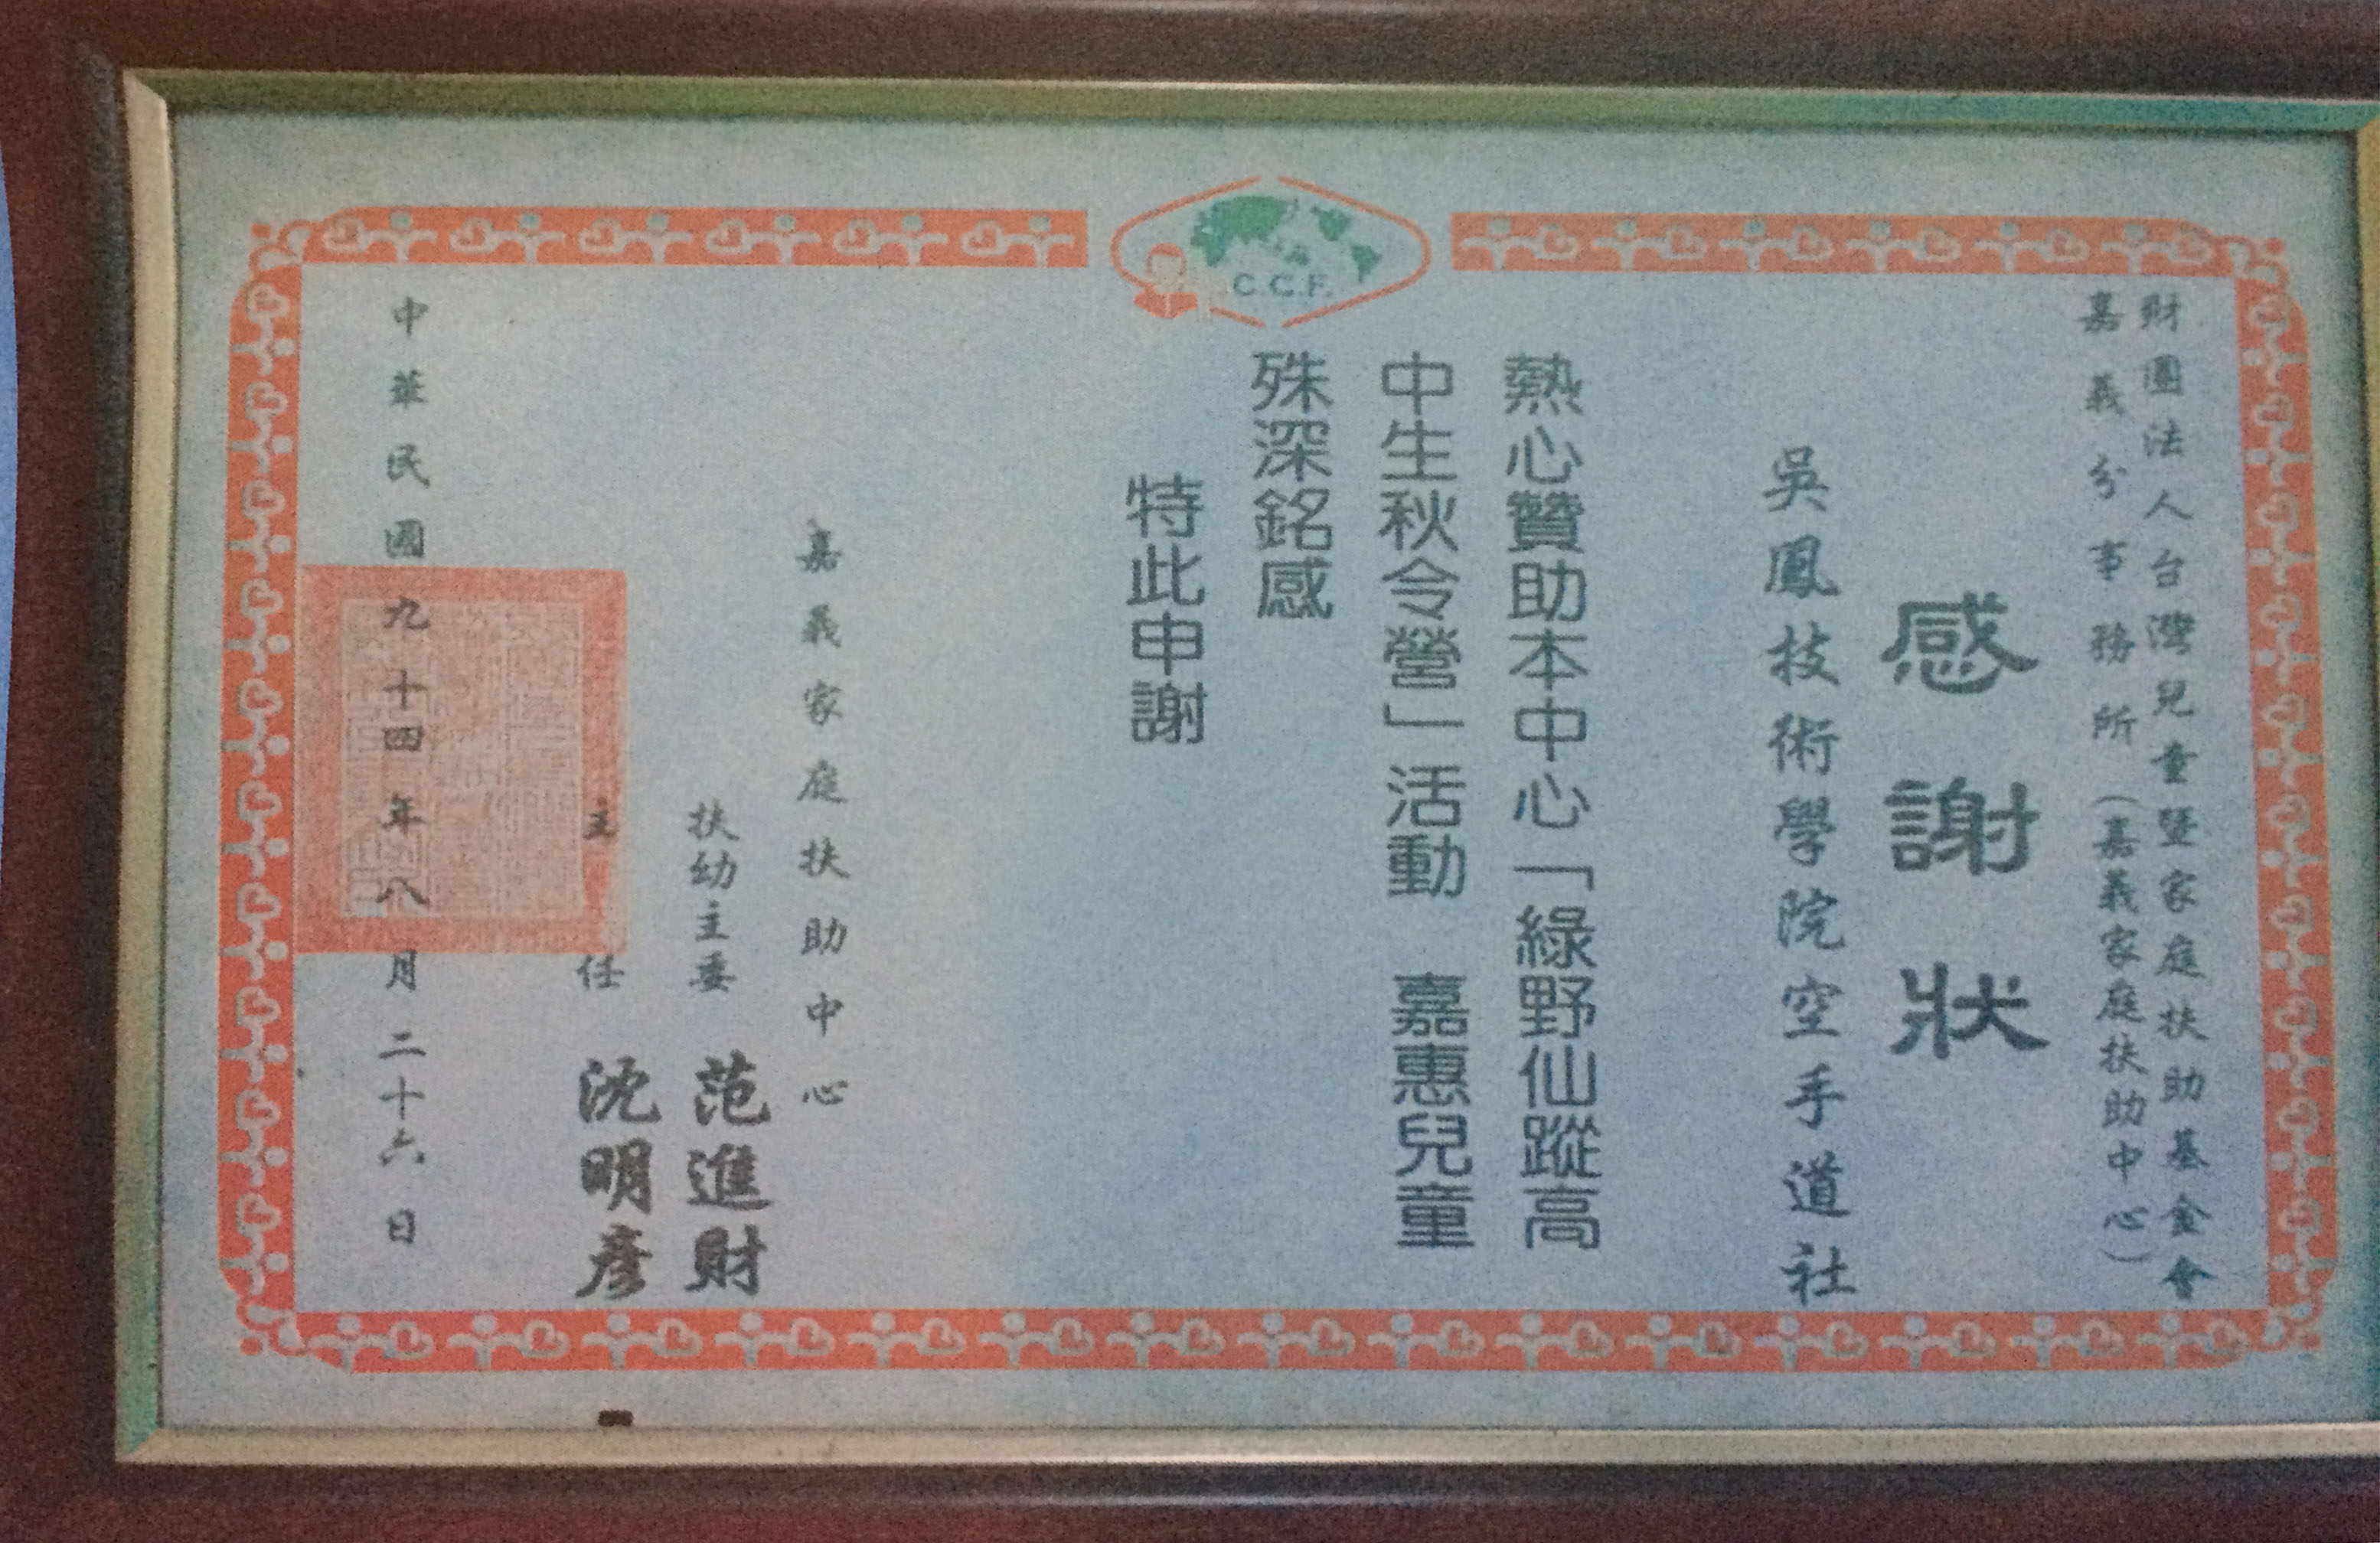 C.C.F.
財團法人台灣兒童暨家庭扶助基金會
嘉義分事務所（嘉義家庭扶助中心）
感謝狀
吳鳳技術學院空手道社
熱心贊助本中心「綠野仙蹤高
中生秋令營」活動　嘉惠兒童
殊深銘感
特此申謝
嘉義家庭扶助中心
扶幼主委　范進財
主任　沈明彥
中華民國九十四年八月二十六日